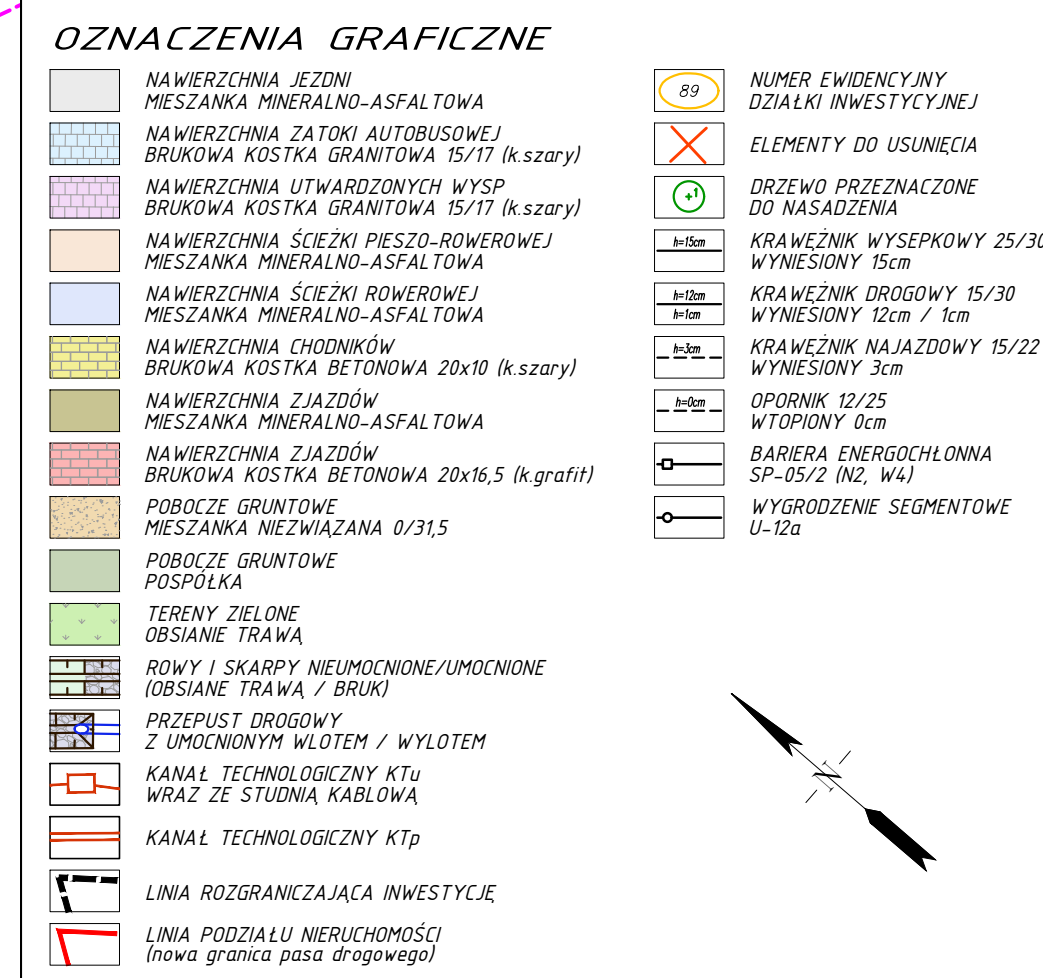 OZNACZENIA GRAFICZNE
NAWIERZCHNIA JEZDNI
MIESZANKA MINERALNO-ASFALTOWA
NAWIERZCHNIA ZATOKI AUTOBUSOWEJ
BRUKOWA KOSTKA GRANITOWA 15/17 (k.szary)
NAWIERZCHNIA UTWARDZONYCH WYSP
BRUKOWA KOSTKA GRANITOWA 15/17 (k.szary)
NAWIERZCHNIA ŚCIEŻKI PIESZO-ROWEROWEJ
MIESZANKA MINERALNO-ASFALTOWA
NAWIERZCHNIA ŚCIEŻKI ROWEROWEJ
MIESZANKA MINERALNO-ASFALTOWA
NAWIERZCHNIA CHODNIKÓW
BRUKOWA KOSTKA BETONOWA 20x10 (k.szary)
NAWIERZCHNIA ZJAZDÓW
MIESZANKA MINERALNO-ASFALTOWA
NAWIERZCHNIA ZJAZDÓW
BRUKOWA KOSTKA BETONOWA 20x16,5 (k.grafit)
POBOCZE GRUNTOWE
MIESZANKA NIEZWIĄZANA 0/31,5
POBOCZE GRUNTOWE
POSPÓŁKA
TERENY ZIELONE
OBSIANIE TRAWĄ
ROWY I SKARPY NIEUMOCNIONE/UMOCNIONE
(OBSIANE TRAWĄ / BRUK)
PRZEPUST DROGOWY
Z UMOCNIONYM WLOTEM / WYLOTEM
KANAŁ TECHNOLOGICZNY KTu
WRAZ ZE STUDNIĄ KABLOWĄ
KANAŁ TECHNOLOGICZNY KTp
LINIA ROZGRANICZAJĄCA INWESTYCJĘ
LINIA PODZIAŁU NIERUCHOMOŚCI
(nowa granica pasa drogowego)
89
NUMER EWIDENCYJNY
DZIAŁKI INWESTYCYJNEJ
ELEMENTY DO USUNIĘCIA
+1
DRZEWO PRZEZNACZONE
DO NASADZENIA
h=15cm
KRAWĘŻNIK WYSEPKOWY 25/30
WYNIESIONY 15cm
h=12cm
h=1cm
KRAWĘŻNIK DROGOWY 15/30
WYNIESIONY 12cm / 1cm
h=3cm
KRAWĘŻNIK NAJAZDOWY 15/22
WYNIESIONY 3cm
h=0cm
OPORNIK 12/25
WTOPIONY 0cm
BARIERA ENERGOCHŁONNA
SP-05/2 (N2, W4)
WYGRODZENIE SEGMENTOWE
U-12a
N